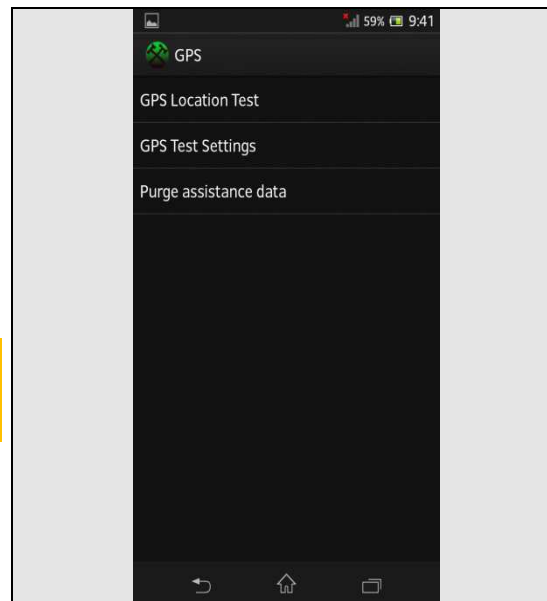 59% 9:41
GPS
GPS Location Test
GPS Test Settings
Purge assistance data